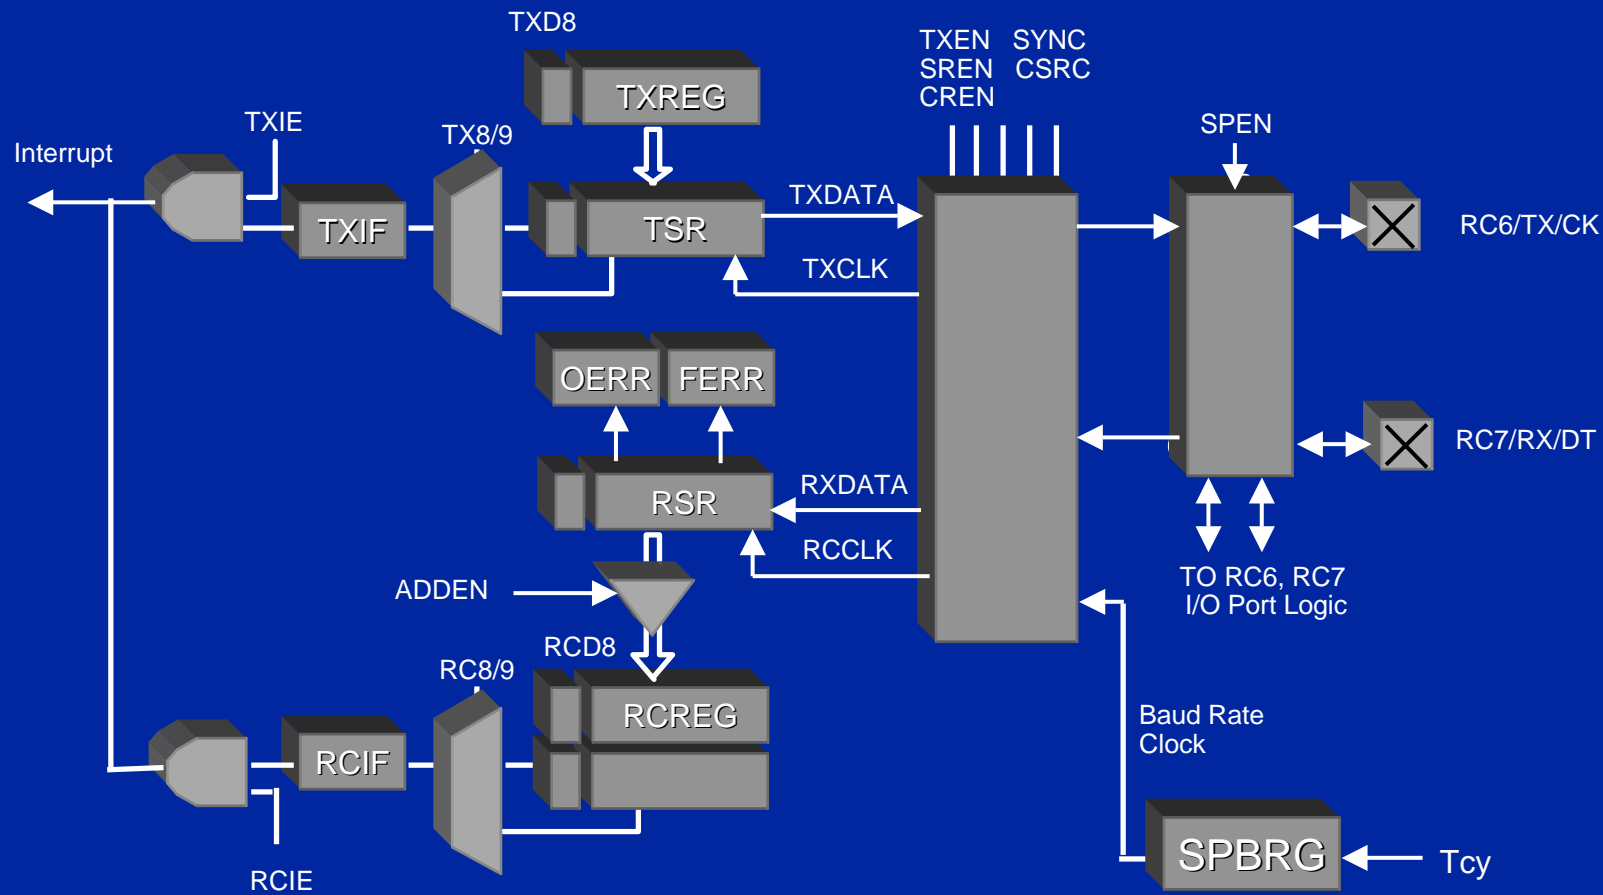 TXD8
TXEN SYNC
SREN CSRC
CREN
TXREG
TXIE
TX8/9
SPEN
Interrupt
TXDATA
TXIF
TSR
RC6/TX/CK
TXCLK
OERR
FERR
RC7/RX/DT
RXDATA
RSR
RCCLK
ADDEN
TO RC6, RC7
I/O Port Logic
RCD8
RC8/9
RCREG
Baud Rate
Clock
RCIF
SPBRG
Tcy
RCIE